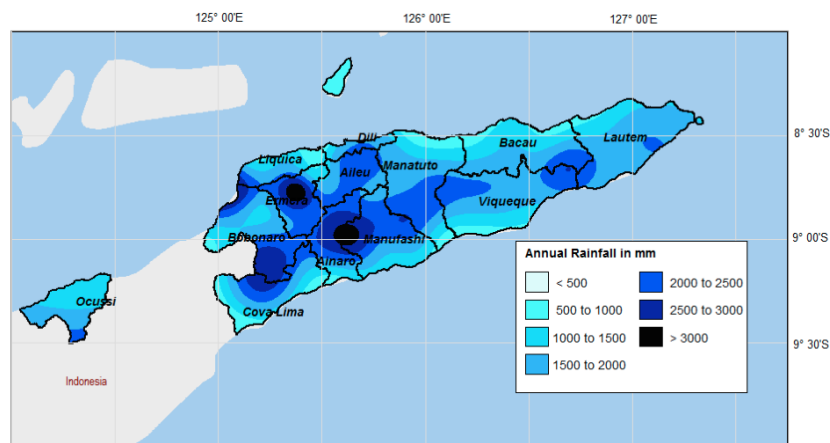 125° 00'E
126° 00'E
127° 00'E
8° 30'S
9° 00'S
9° 30'S
Dili
Bacau
Lautem
Liquica
Aileu
Manatuto
Ermera
Viqueque
Bobonaro
Manufashi
Ainaro
Cova Lima
Ocussi
Indonesia
Annual Rainfall in mm
< 500
500 to 1000
1000 to 1500
1500 to 2000
2000 to 2500
2500 to 3000
> 3000